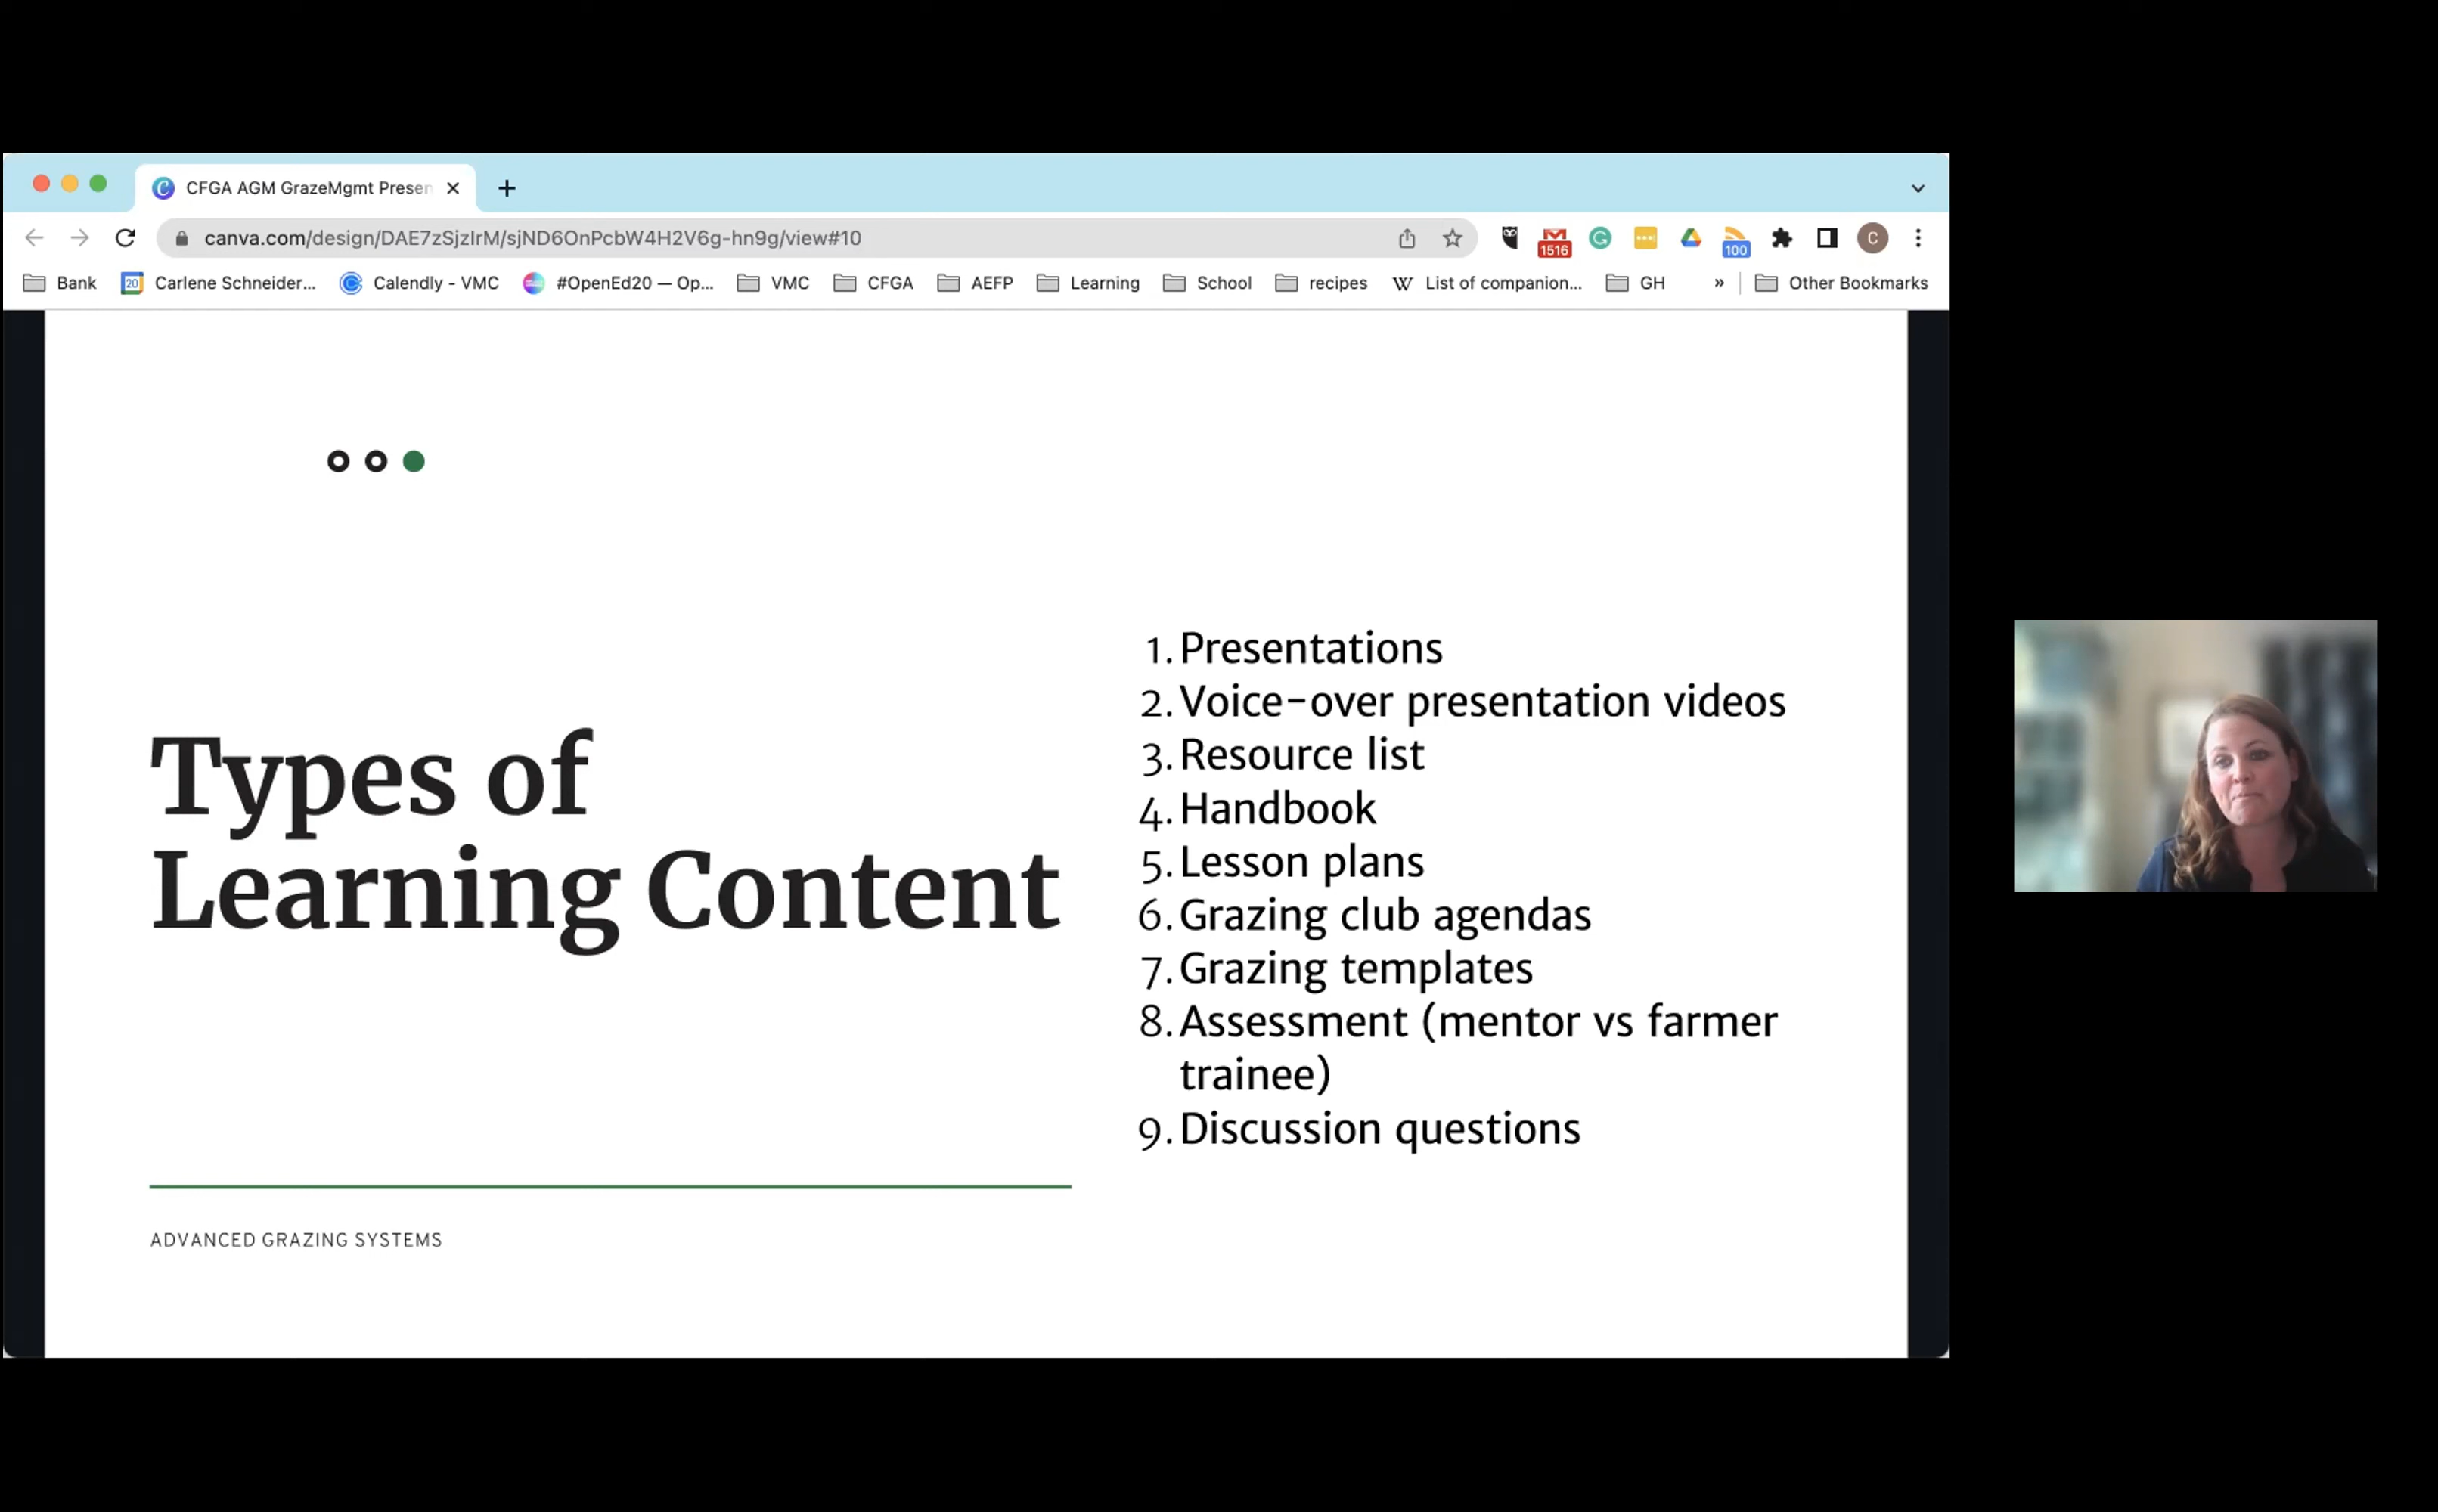 CFGA AGM GrazeMgmt Presen
canva.com/design/DAE7zSjzIrM/sjND6OnPcbW4H2V6g-hn9g/view#10
1516
100
C
Bank
20
Carlene Schneider...
Calendly - VMC
#OpenEd20 — Op...
VMC
CFGA
AEFP
Learning
School
recipes
W
List of companion...
GH
»
Other Bookmarks
Types of
Learning Content
1. Presentations
2. Voice-over presentation videos
3. Resource list
4. Handbook
5. Lesson plans
6. Grazing club agendas
7. Grazing templates
8. Assessment (mentor vs farmer
trainee)
9. Discussion questions
ADVANCED GRAZING SYSTEMS